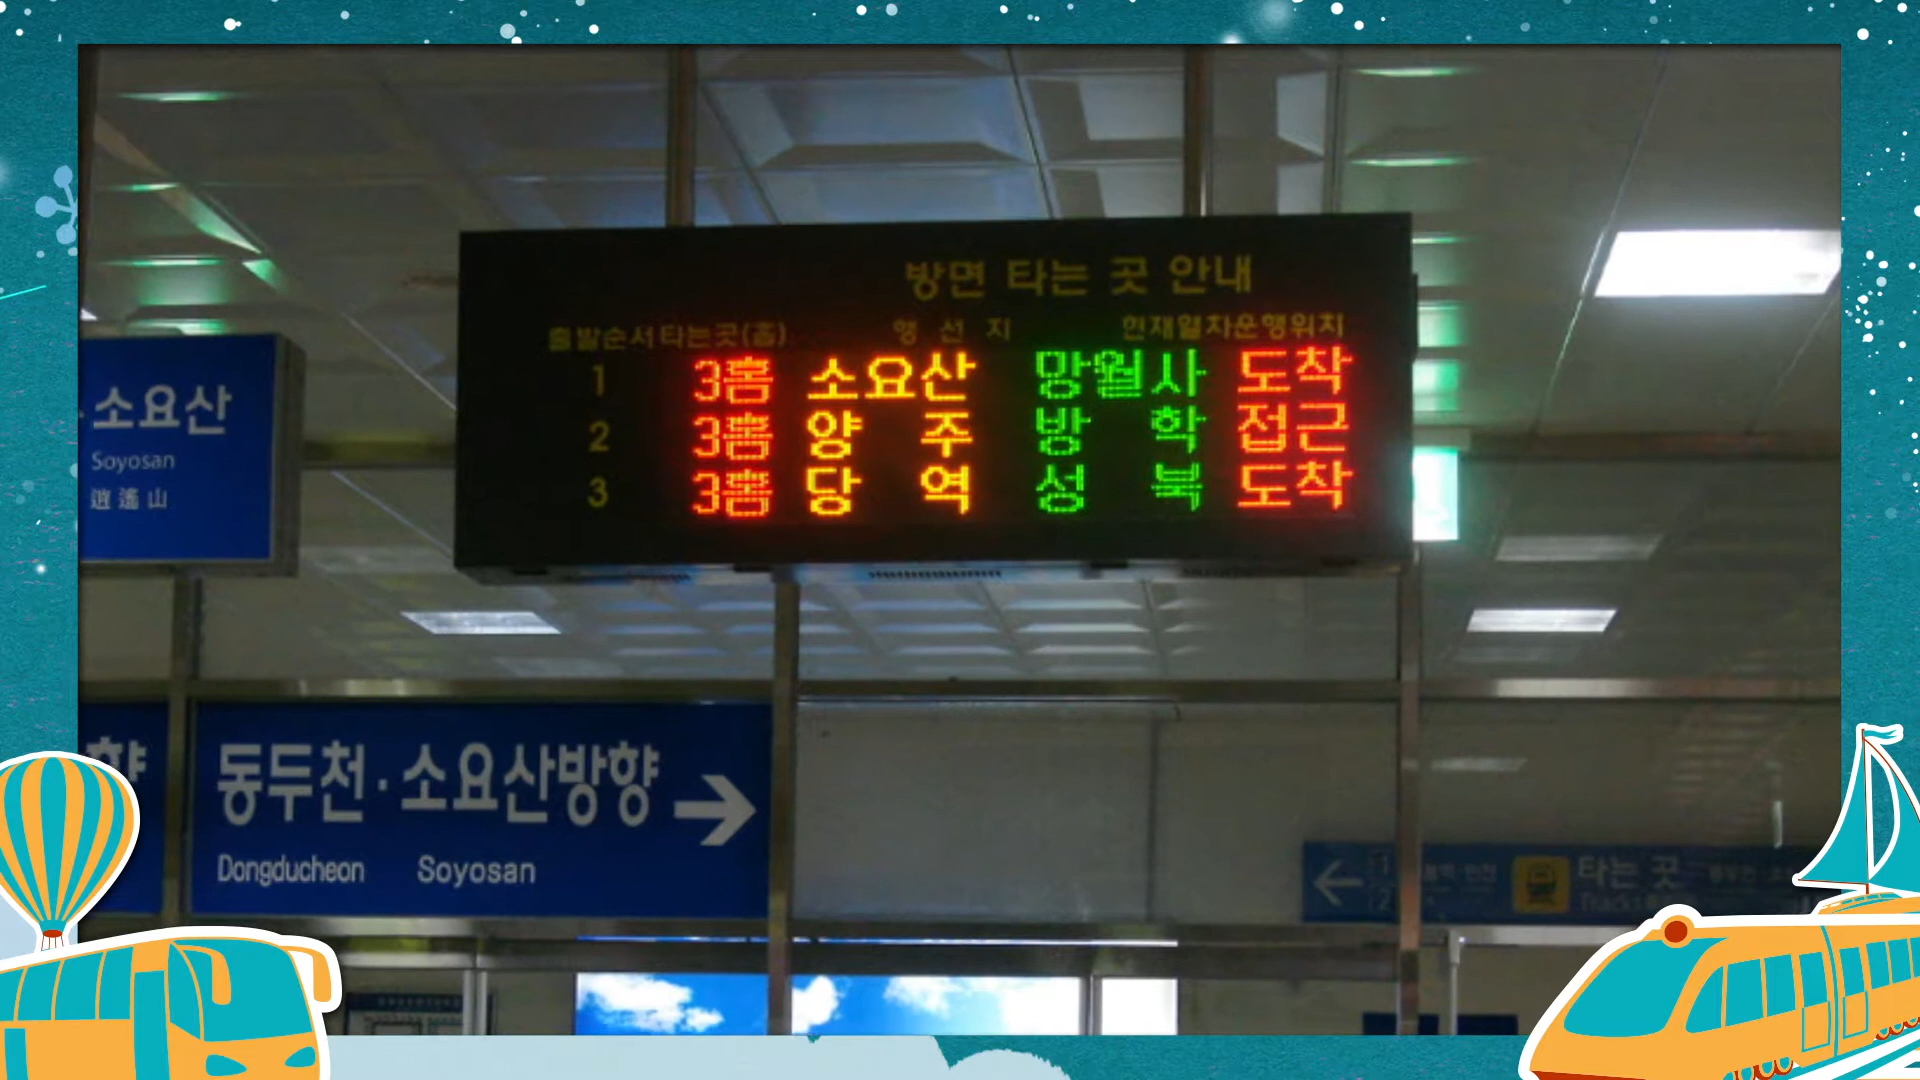 방면 타는 곳 안내
출발순서 타는곳(홈) 행 선 지 현재열차운행위치
1 3홈 소요산 망월사 도착
2 3홈 양 주 방 학 접근
3 3홈 당 역 성 북 도착
소요산
Soyosan
逍遙山
향
동두천·소요산방향 →
Dongducheon Soyosan
← 1 2 타는 곳